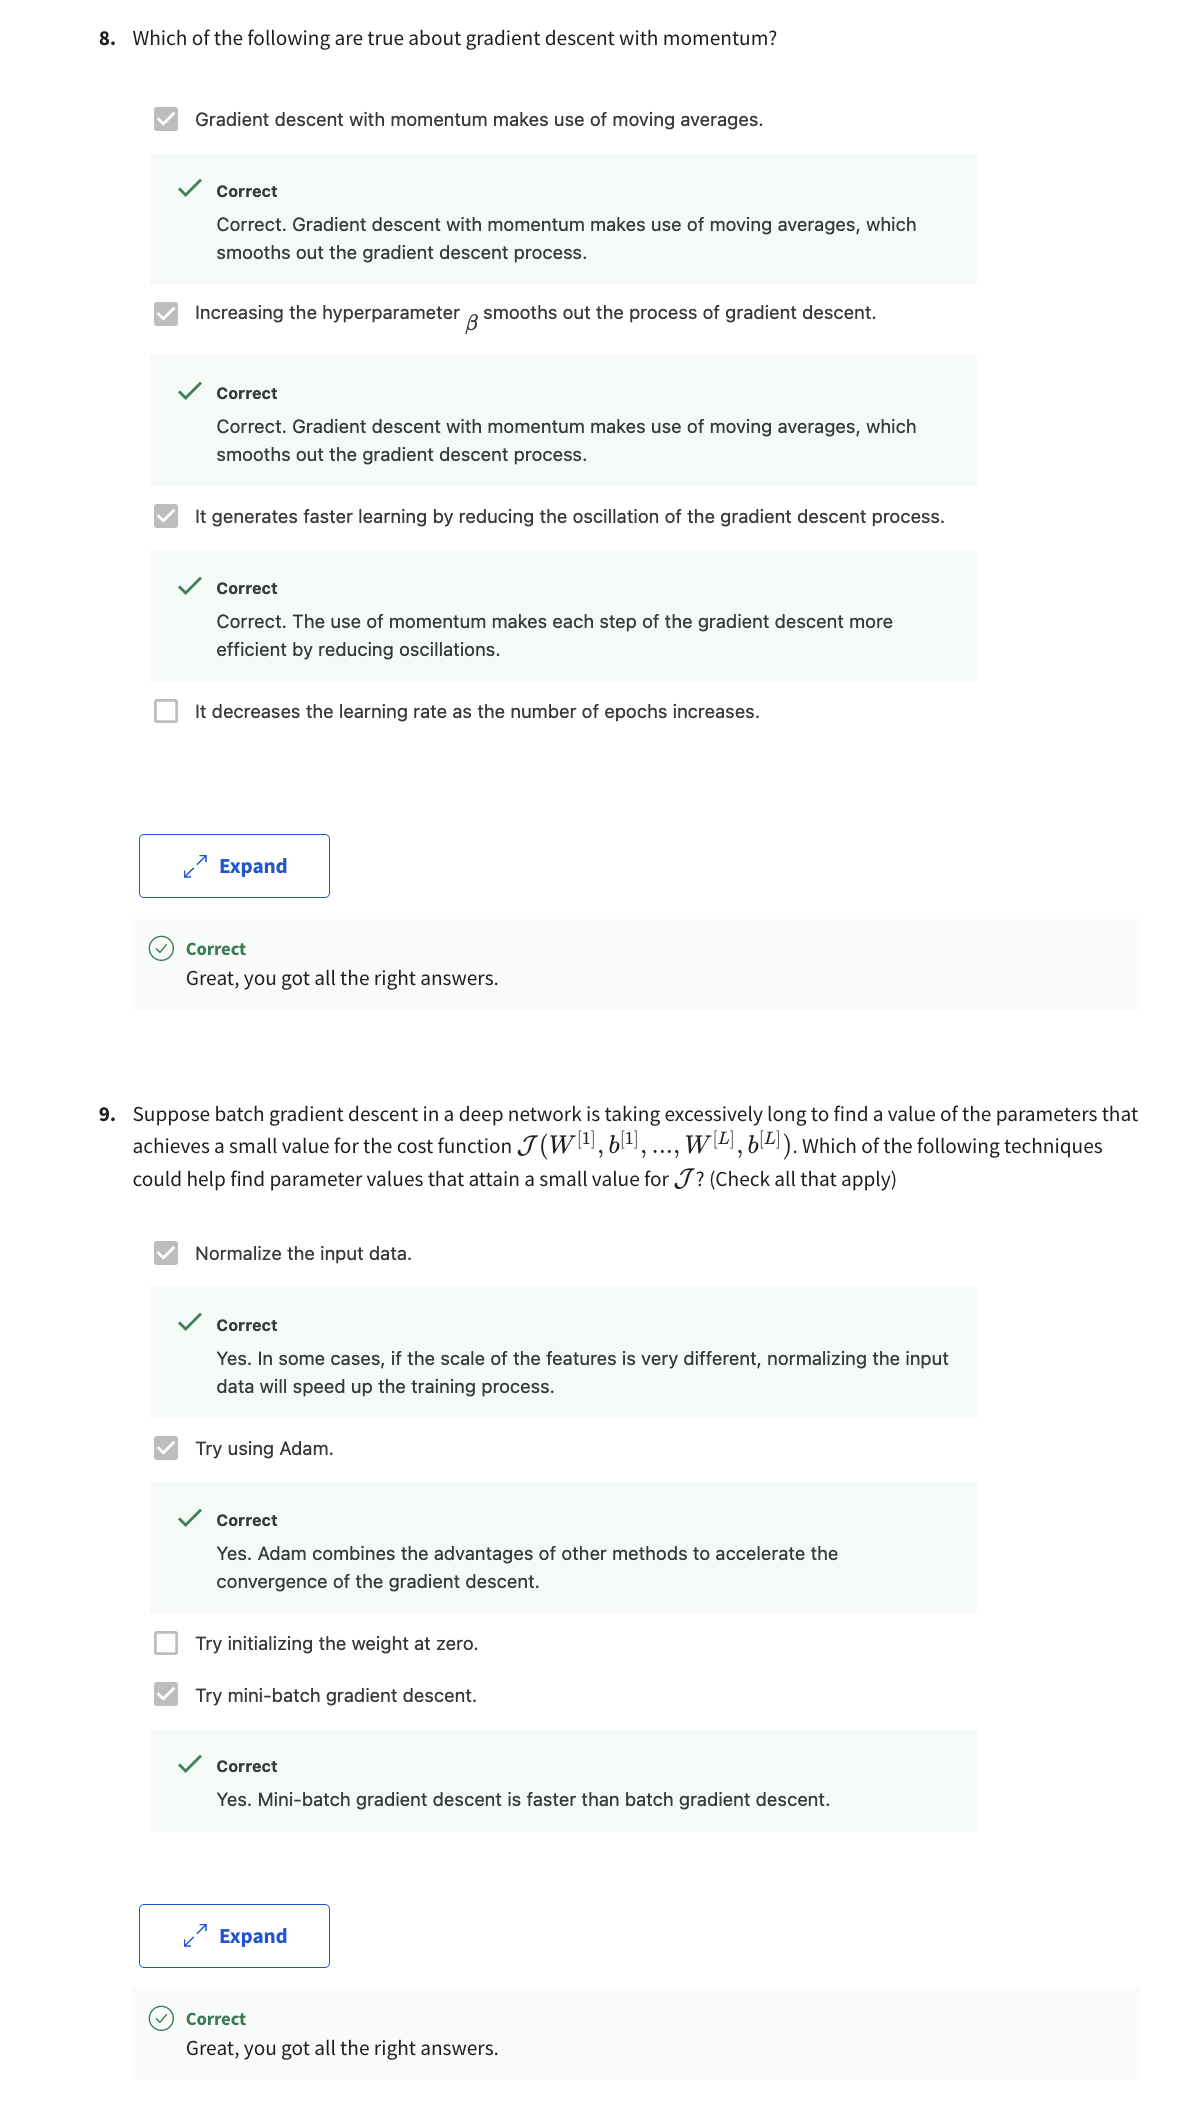 8. Which of the following are true about gradient descent with momentum?
Gradient descent with momentum makes use of moving averages.
Correct
Correct. Gradient descent with momentum makes use of moving averages, which
smooths out the gradient descent process.
Increasing the hyperparameter β smooths out the process of gradient descent.
Correct
Correct. Gradient descent with momentum makes use of moving averages, which
smooths out the gradient descent process.
It generates faster learning by reducing the oscillation of the gradient descent process.
Correct
Correct. The use of momentum makes each step of the gradient descent more
efficient by reducing oscillations.
It decreases the learning rate as the number of epochs increases.
Expand
Correct
Great, you got all the right answers.
9. Suppose batch gradient descent in a deep network is taking excessively long to find a value of the parameters that
achieves a small value for the cost function 𝒥(W^[1], b^[1], ..., W^[L], b^[L]). Which of the following techniques
could help find parameter values that attain a small value for 𝒥? (Check all that apply)
Normalize the input data.
Correct
Yes. In some cases, if the scale of the features is very different, normalizing the input
data will speed up the training process.
Try using Adam.
Correct
Yes. Adam combines the advantages of other methods to accelerate the
convergence of the gradient descent.
Try initializing the weight at zero.
Try mini-batch gradient descent.
Correct
Yes. Mini-batch gradient descent is faster than batch gradient descent.
Expand
Correct
Great, you got all the right answers.